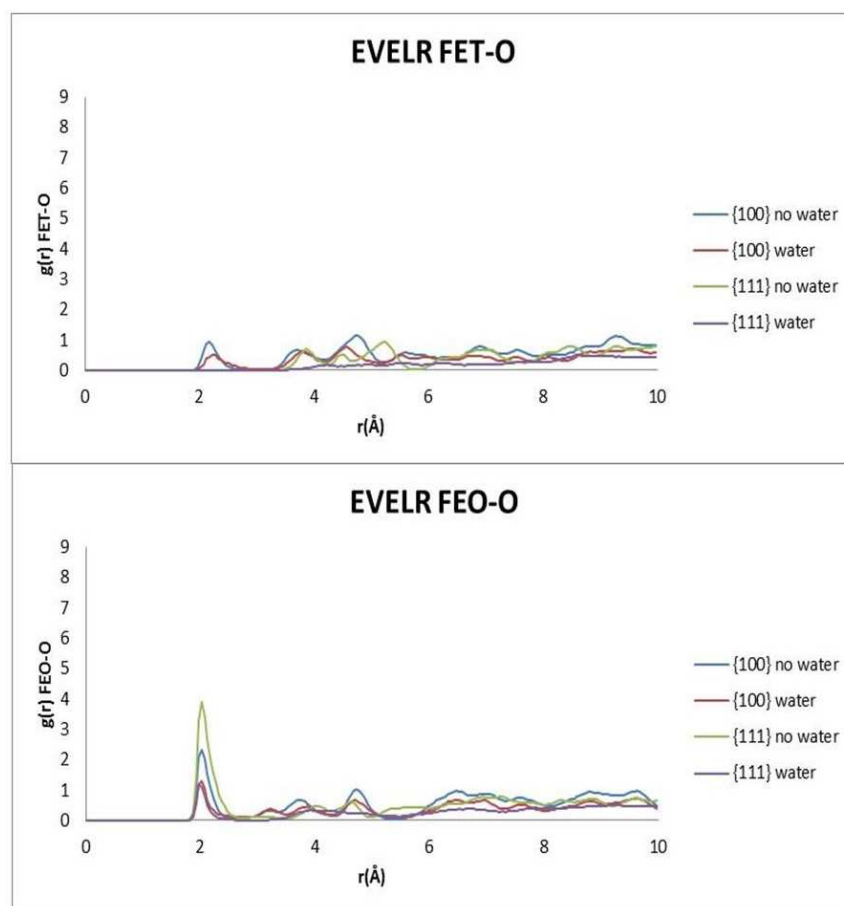 EVELR FET-O
9
8
7
6
5
4
3
2
1
0
g(r) FET-O
0 2 4 6 8 10
r(Å)
{100} no water
{100} water
{111} no water
{111} water
EVELR FEO-O
9
8
7
6
5
4
3
2
1
0
g(r) FEO-O
0 2 4 6 8 10
r(Å)
{100} no water
{100} water
{111} no water
{111} water